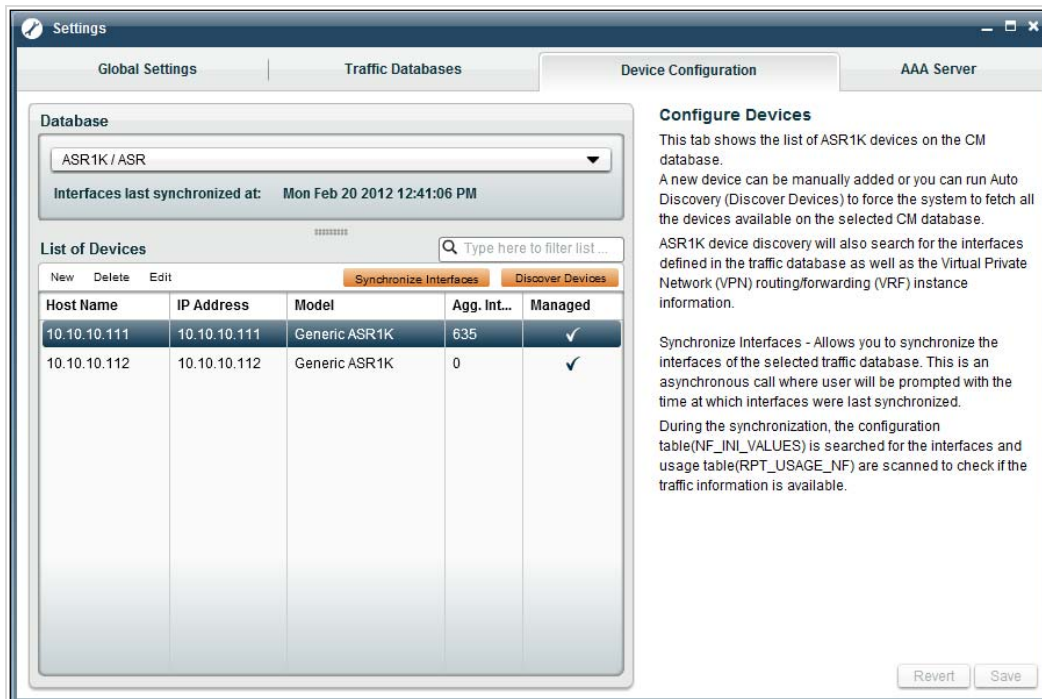 Settings
Global Settings
Traffic Databases
Device Configuration
AAA Server
Database
ASR1K / ASR
Interfaces last synchronized at: Mon Feb 20 2012 12:41:06 PM
List of Devices
Type here to filter list ...
New Delete Edit
Synchronize Interfaces
Discover Devices
Host Name IP Address Model Agg. Int... Managed
10.10.10.111 10.10.10.111 Generic ASR1K 635 ✓
10.10.10.112 10.10.10.112 Generic ASR1K 0 ✓
Configure Devices
This tab shows the list of ASR1K devices on the CM
database.
A new device can be manually added or you can run Auto
Discovery (Discover Devices) to force the system to fetch all
the devices available on the selected CM database.
ASR1K device discovery will also search for the interfaces
defined in the traffic database as well as the Virtual Private
Network (VPN) routing/forwarding (VRF) instance
information.
Synchronize Interfaces - Allows you to synchronize the
interfaces of the selected traffic database. This is an
asynchronous call where user will be prompted with the
time at which interfaces were last synchronized.
During the synchronization, the configuration
table(NF_INI_VALUES) is searched for the interfaces and
usage table(RPT_USAGE_NF) are scanned to check if the
traffic information is available.
Revert
Save